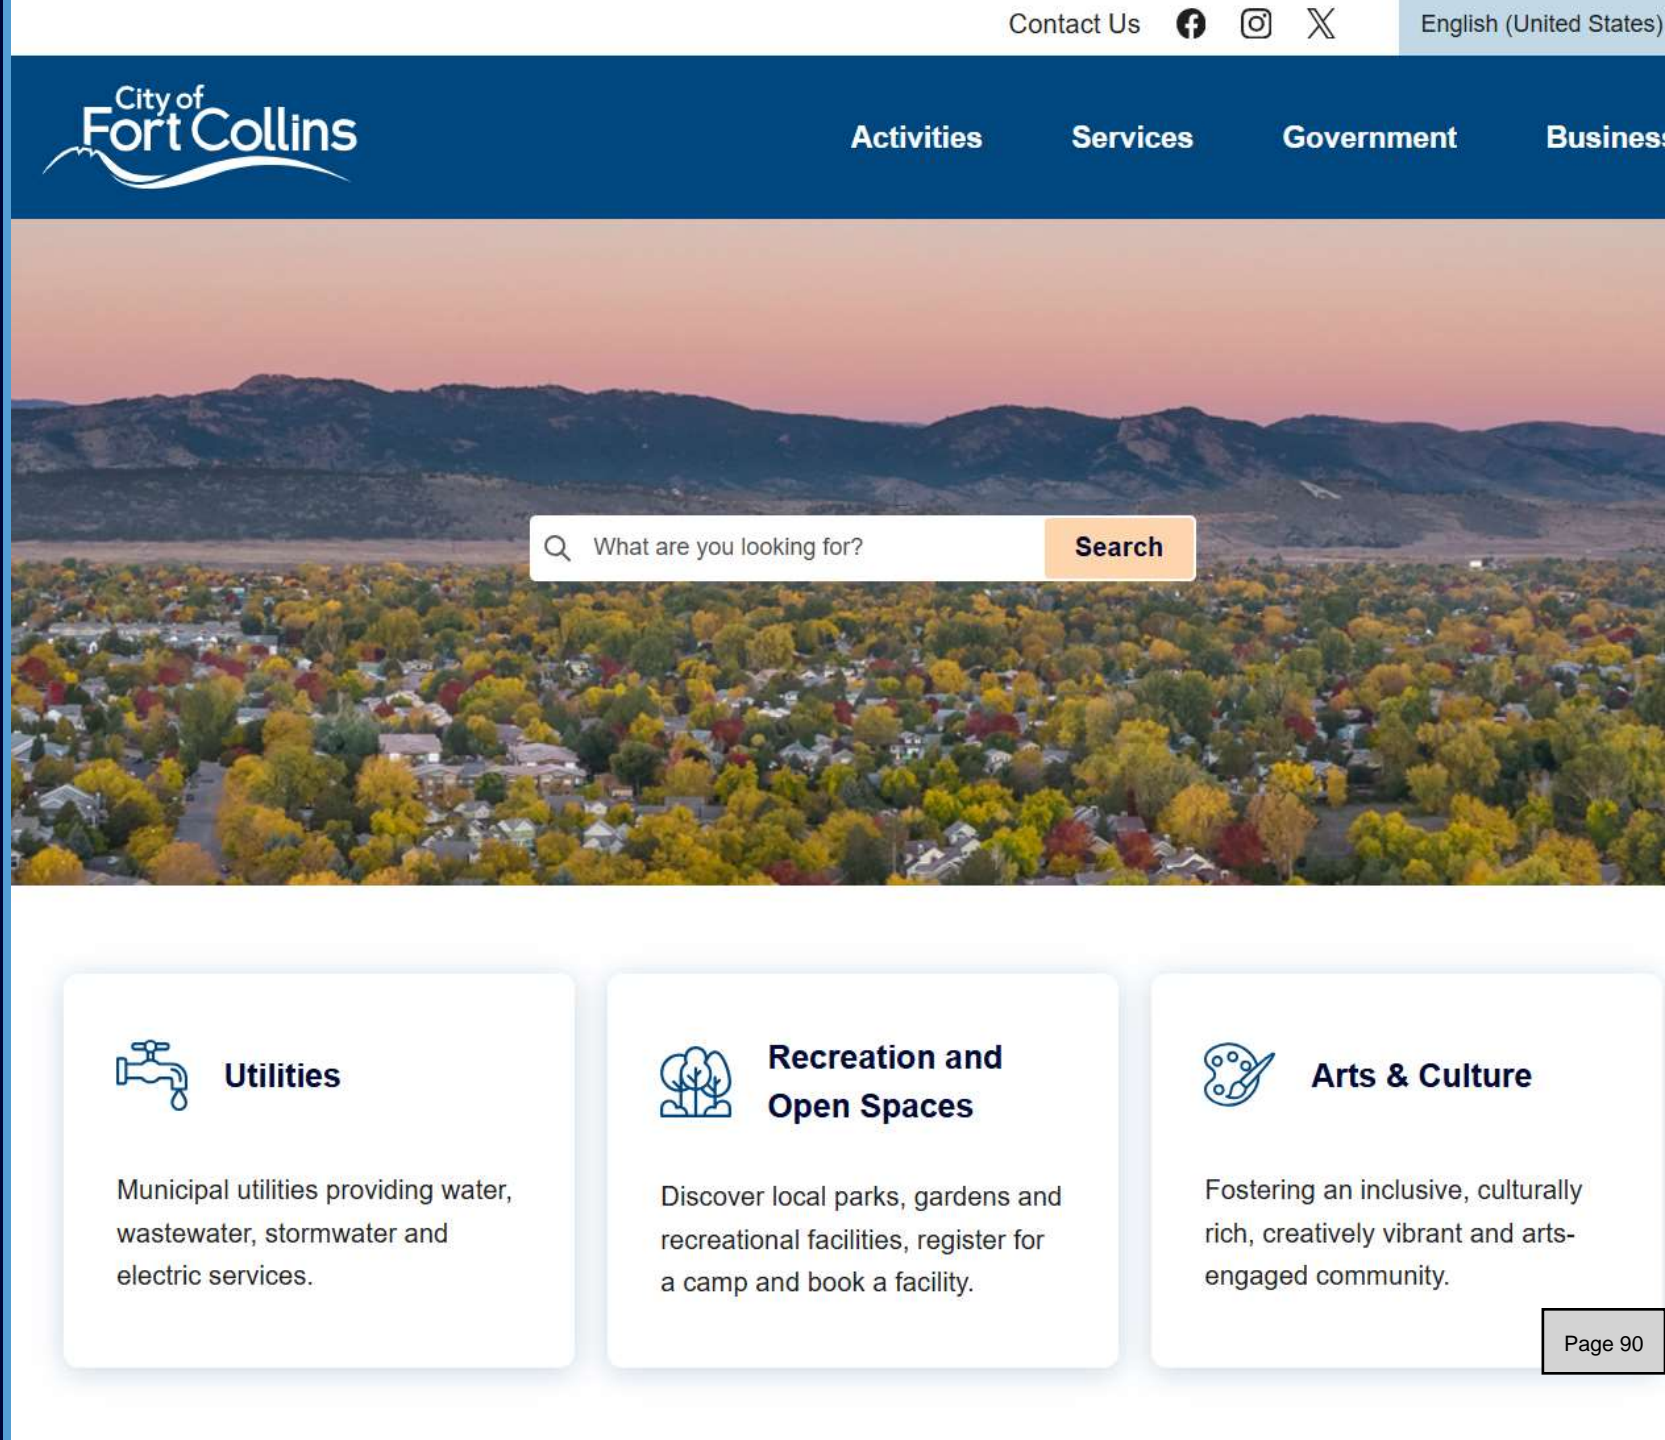 Contact Us
English (United States)
City of
Fort Collins
Activities
Services
Government
Business
What are you looking for?
Search
Utilities
Municipal utilities providing water,
wastewater, stormwater and
electric services.
Recreation and
Open Spaces
Discover local parks, gardens and
recreational facilities, register for
a camp and book a facility.
Arts & Culture
Fostering an inclusive, culturally
rich, creatively vibrant and arts-
engaged community.
Page 90